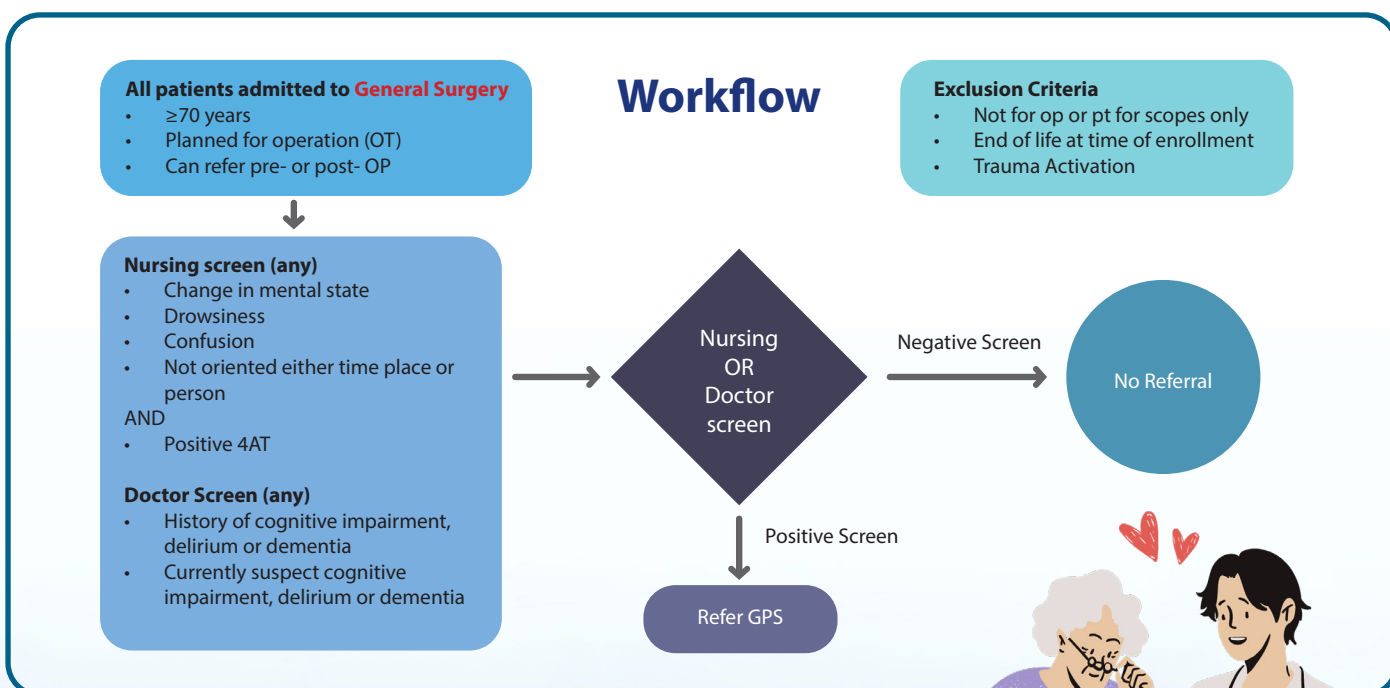 Workflow
All patients admitted to General Surgery
• ≥70 years
• Planned for operation (OT)
• Can refer pre- or post- OP
Exclusion Criteria
• Not for op or pt for scopes only
• End of life at time of enrollment
• Trauma Activation
Nursing screen (any)
• Change in mental state
• Drowsiness
• Confusion
• Not oriented either time place or
person
AND
• Positive 4AT
Doctor Screen (any)
• History of cognitive impairment,
delirium or dementia
• Currently suspect cognitive
impairment, delirium or dementia
Nursing
OR
Doctor
screen
Negative Screen
No Referral
Positive Screen
Refer GPS